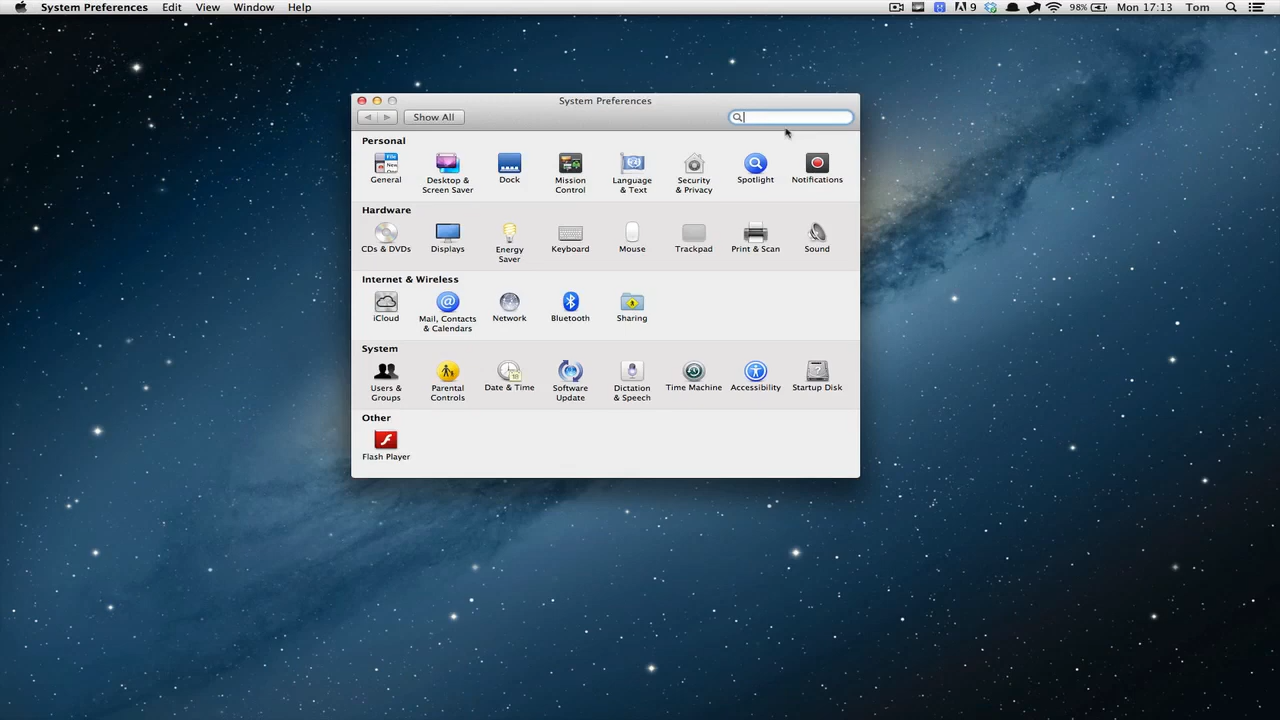 System Preferences Edit View Window Help 9 98% Mon 17:13 Tom
System Preferences
Show All
Personal
General
Desktop &
Screen Saver
Dock
Mission
Control
Language
& Text
Security
& Privacy
Spotlight
Notifications
Hardware
CDs & DVDs
Displays
Energy
Saver
Keyboard
Mouse
Trackpad
Print & Scan
Sound
Internet & Wireless
iCloud
Mail, Contacts
& Calendars
Network
Bluetooth
Sharing
System
Users &
Groups
Parental
Controls
Date & Time
Software
Update
Dictation
& Speech
Time Machine
Accessibility
Startup Disk
Other
Flash Player